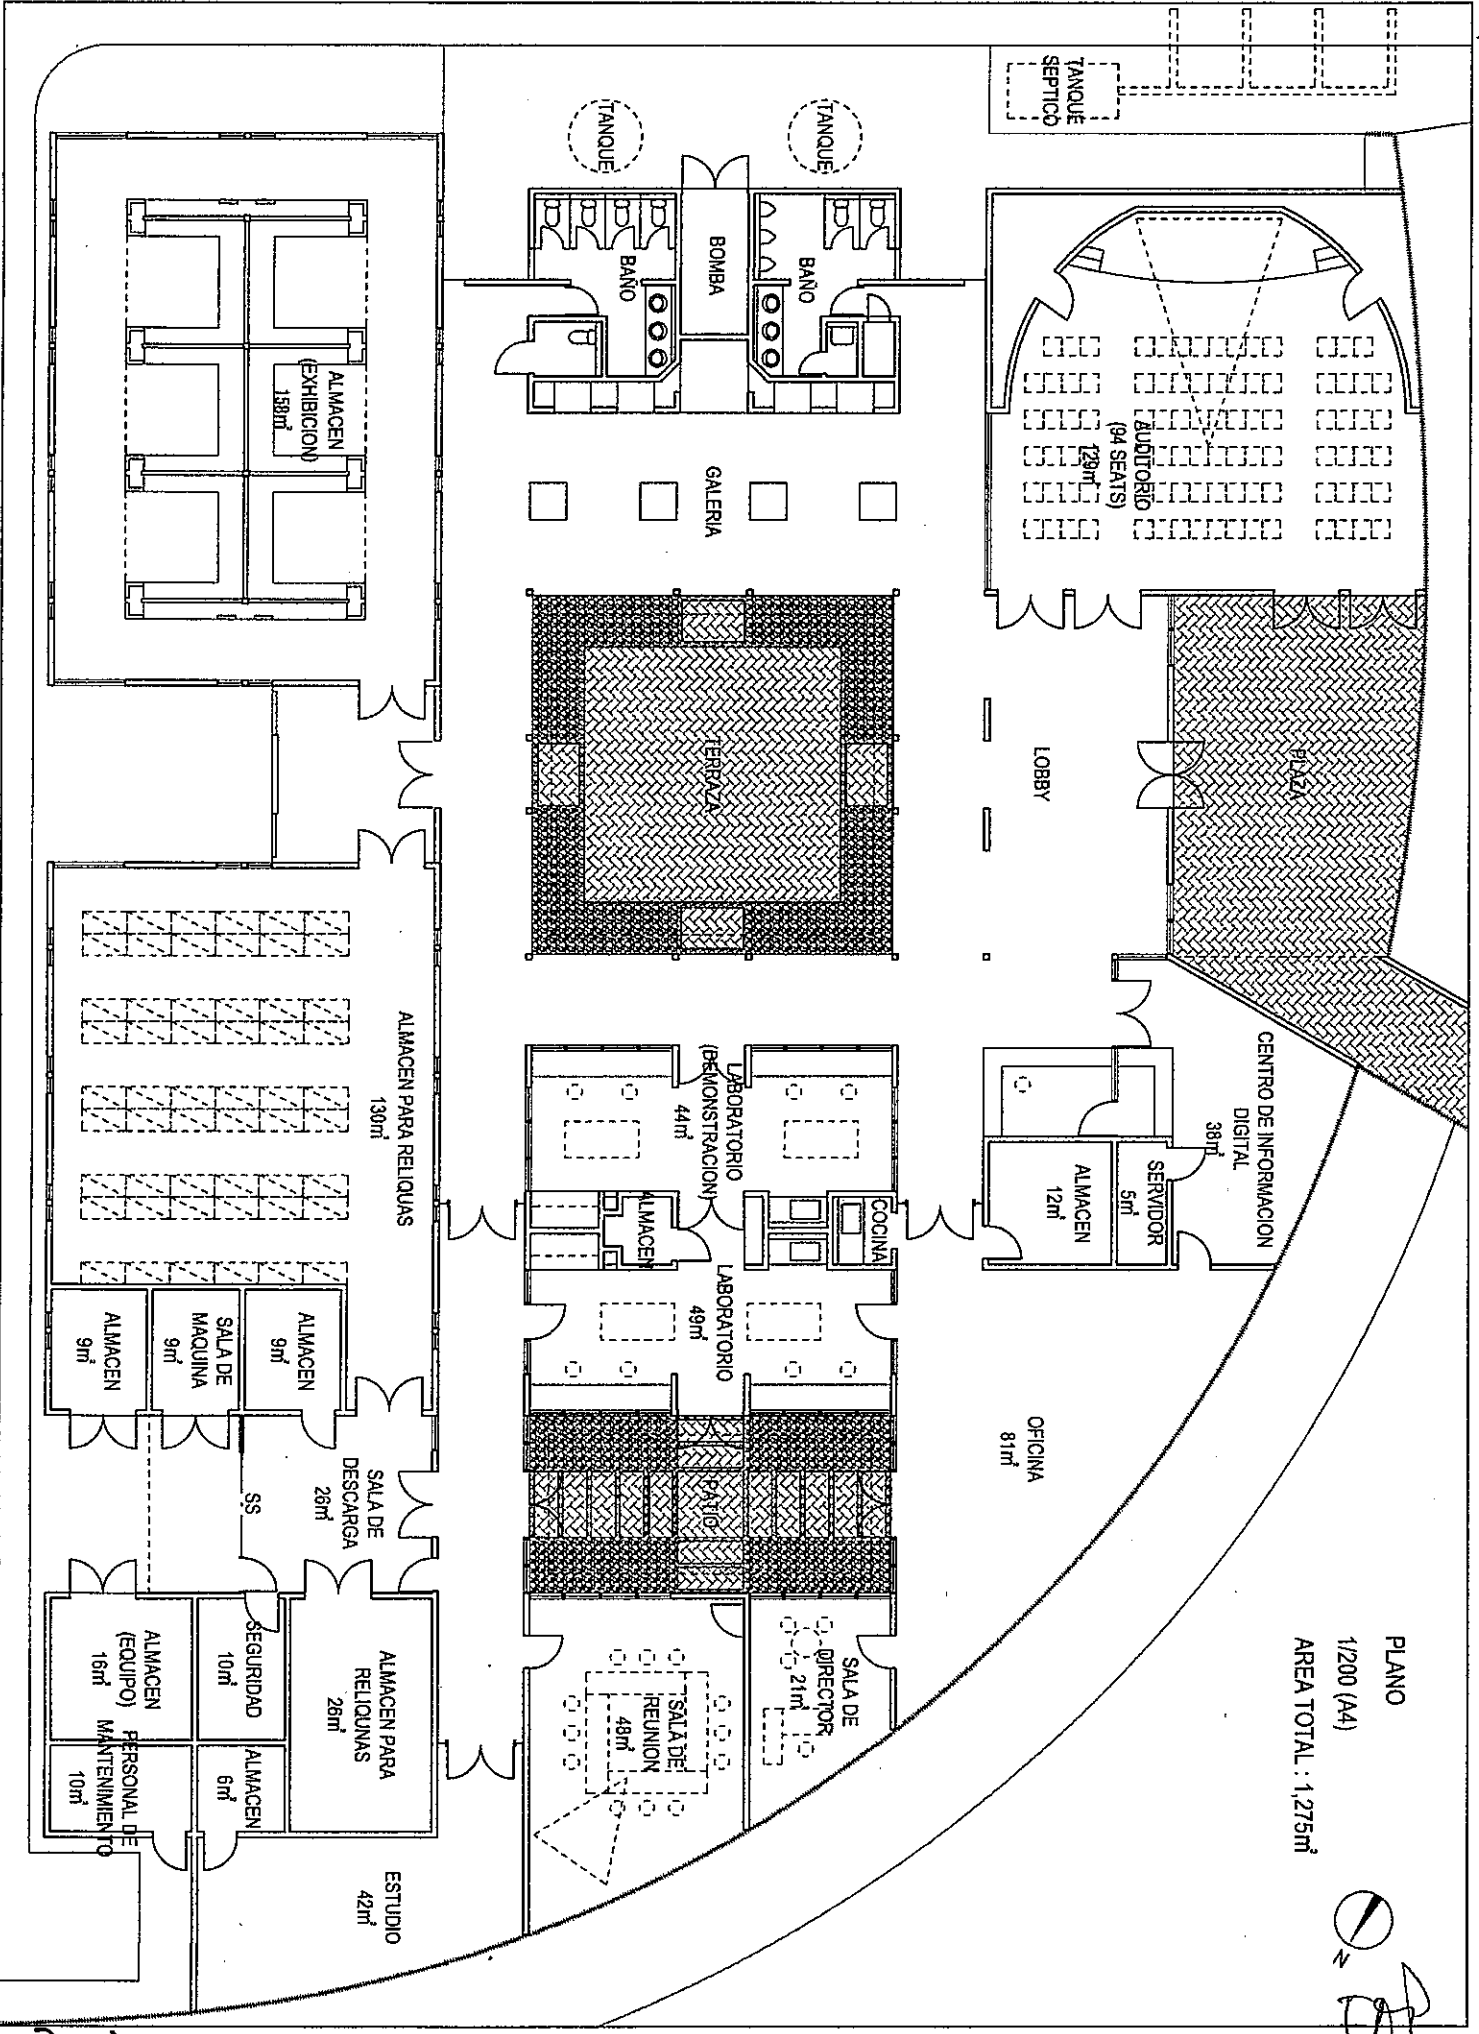 PLANO
1/200 (A4)
AREA TOTAL : 1,275m²
N
TANQUE
SEPTICO
AUDITORIO
(94 SEATS)
129m²
PLAZA
LOBBY
CENTRO DE INFORMACION
DIGITAL
38m²
SERVIDOR
5m²
ALMACEN
12m²
OFICINA
81m²
TANQUE
TANQUE
BAÑO
BOMBA
BAÑO
GALERIA
TERRAZA
LABORATORIO
(DEMONSTRACION)
44m²
COCINA
ALMACEN
LABORATORIO
49m²
PATIO
SALA DE
DIRECTOR
21m²
SALA DE
REUNION
48m²
ALMACEN
(EXHIBICION)
158m²
ALMACEN PARA RELIQUAS
130m²
ALMACEN
9m²
SALA DE
MAQUINA
9m²
ALMACEN
9m²
SALA DE
DESCARGA
26m²
SS
ALMACEN PARA
RELIQUNAS
26m²
SEGURIDAD
10m²
ALMACEN
(EQUIPO)
16m²
ALMACEN
6m²
PERSONAL DE
MANTENIMIENTO
10m²
ESTUDIO
42m²